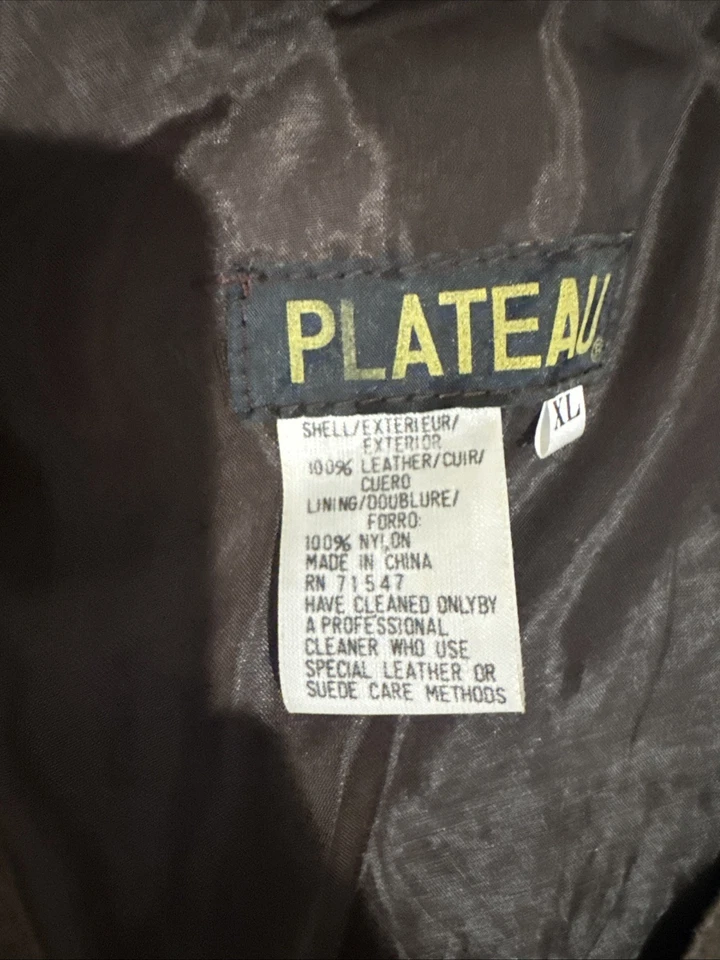 PLATEAU®
XL
SHELL/EXTERIEUR/
EXTERIOR
100% LEATHER/CUIR/
CUERO
LINING/DOUBLURE/
FORRO:
100% NYLON
MADE IN CHINA
RN 71547
HAVE CLEANED ONLYBY
A PROFESSIONAL
CLEANER WHO USE
SPECIAL LEATHER OR
SUEDE CARE METHODS